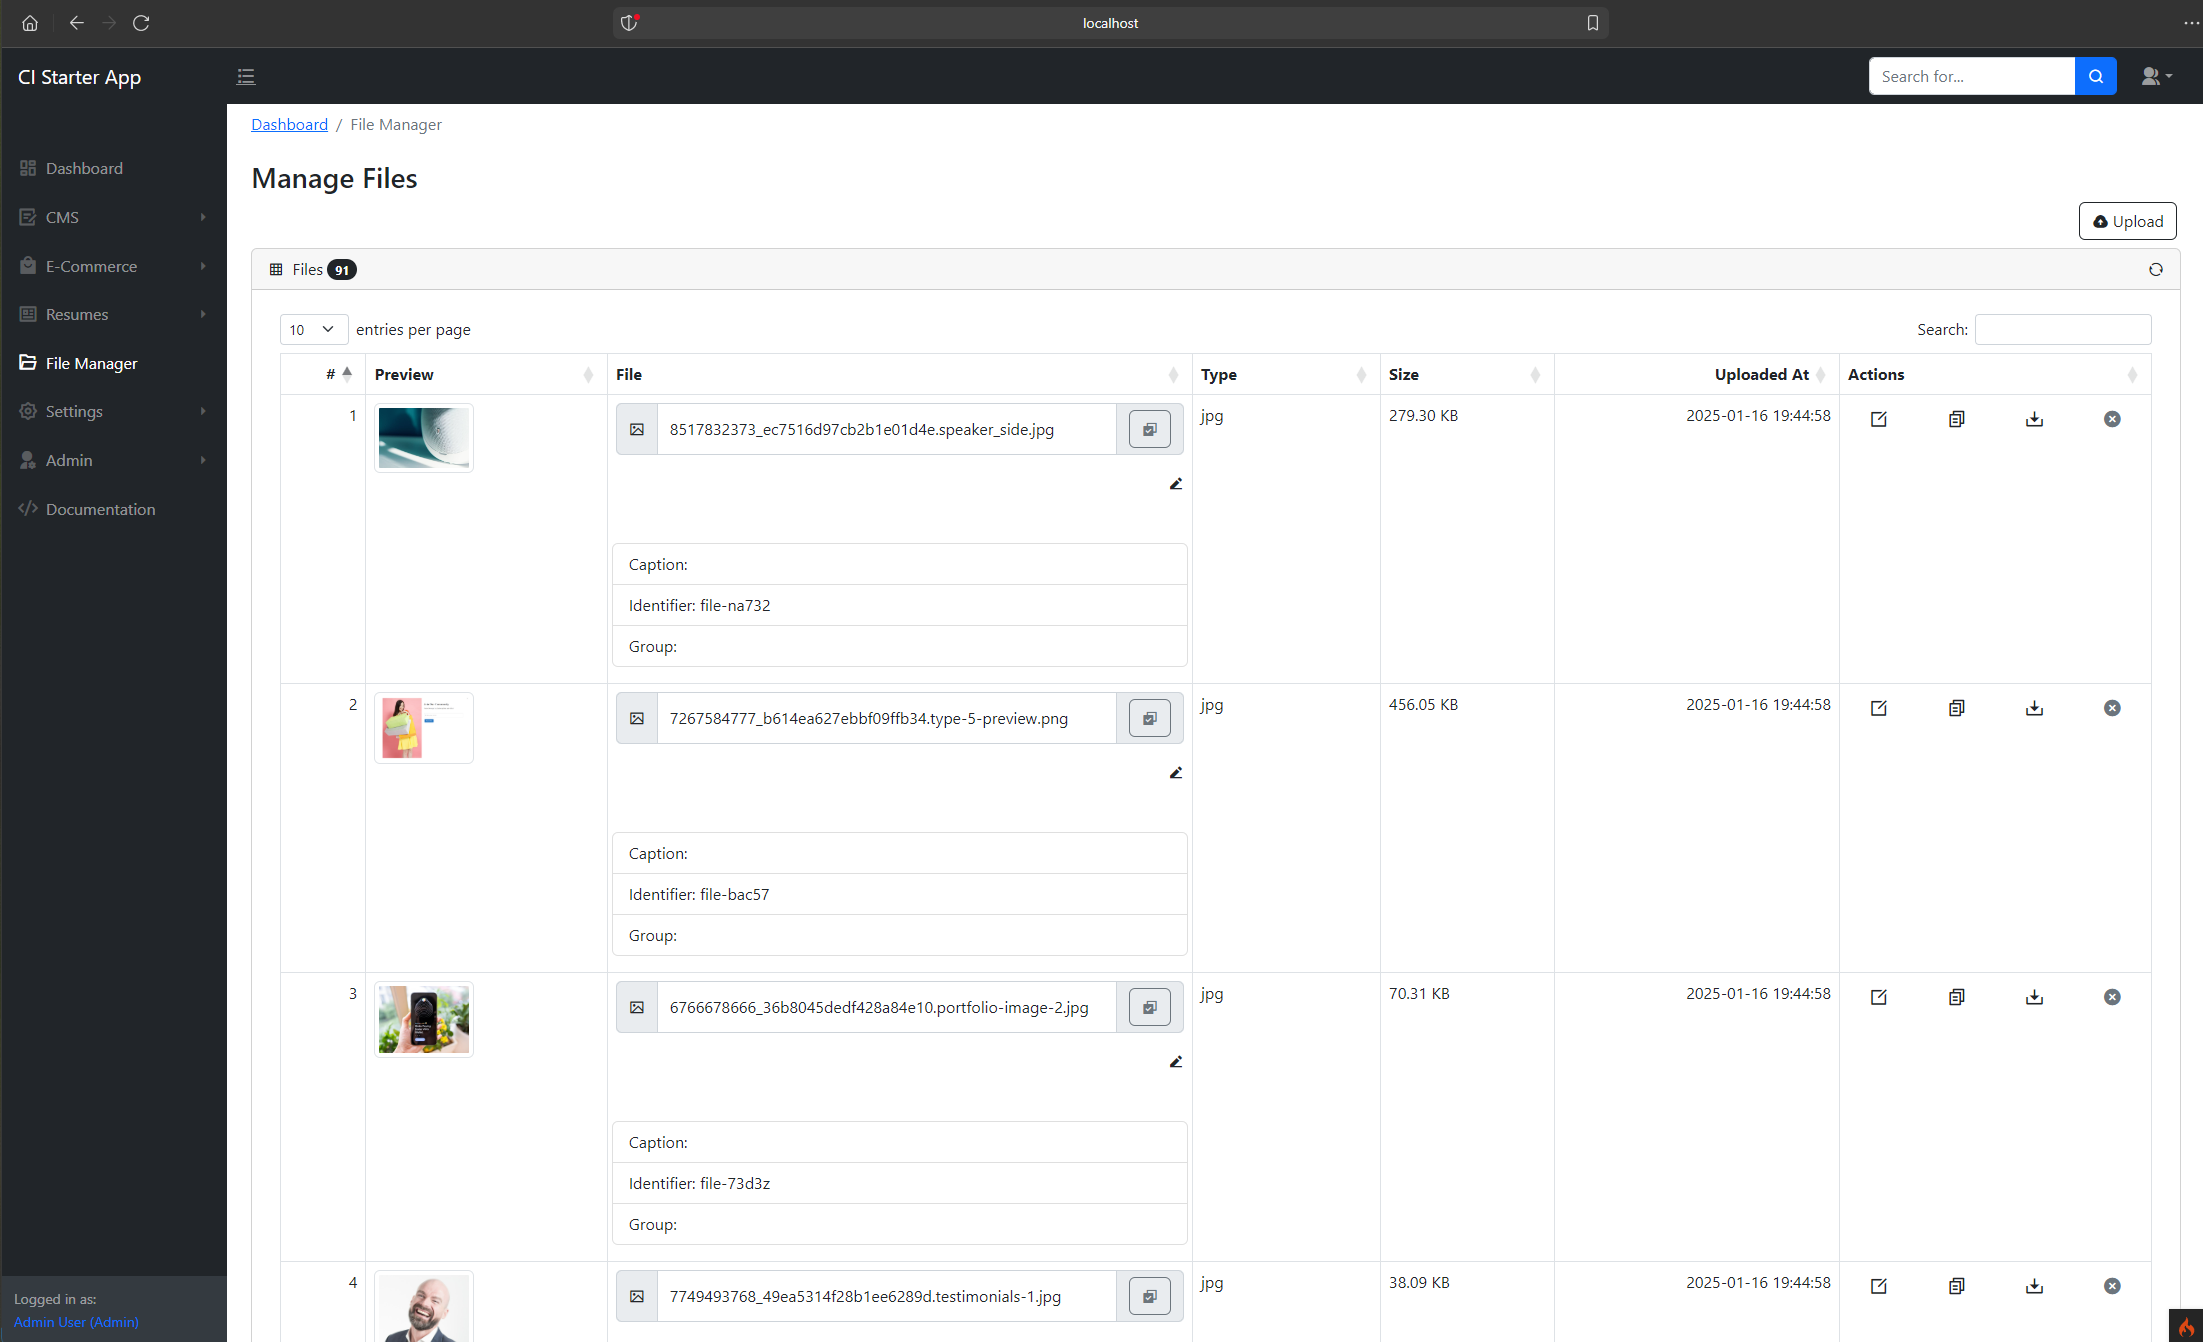 localhost
CI Starter App
Search for...
Dashboard / File Manager
Dashboard
CMS
E-Commerce
Resumes
File Manager
Settings
Admin
Documentation
Logged in as:
Admin User (Admin)
Manage Files
Upload
Files 91
10 entries per page
Search:
# Preview File Type Size Uploaded At Actions
1 8517832373_ec7516d97cb2b1e01d4e.speaker_side.jpg jpg 279.30 KB 2025-01-16 19:44:58
Caption:
Identifier: file-na732
Group:
2 7267584777_b614ea627ebbf09ffb34.type-5-preview.png jpg 456.05 KB 2025-01-16 19:44:58
Caption:
Identifier: file-bac57
Group:
3 6766678666_36b8045dedf428a84e10.portfolio-image-2.jpg jpg 70.31 KB 2025-01-16 19:44:58
Caption:
Identifier: file-73d3z
Group:
4 7749493768_49ea5314f28b1ee6289d.testimonials-1.jpg jpg 38.09 KB 2025-01-16 19:44:58